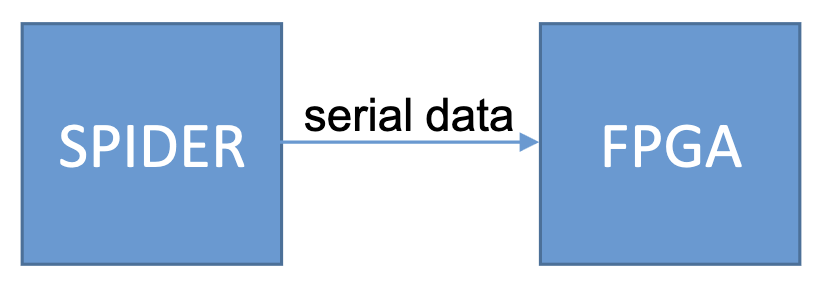 SPIDER
serial data
FPGA